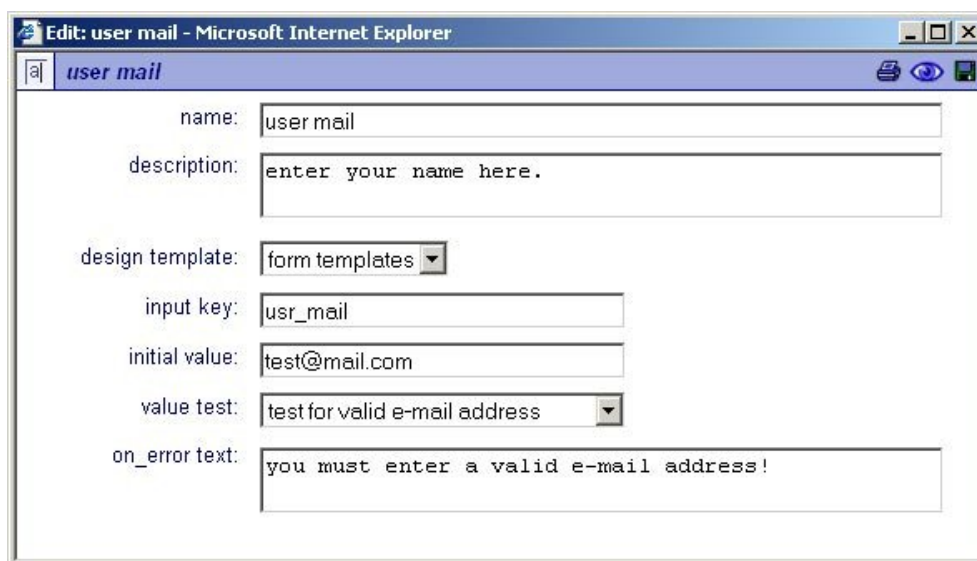 Edit: user mail - Microsoft Internet Explorer
a user mail
name: user mail
description: enter your name here.
design template: form templates
input key: usr_mail
initial value: test@mail.com
value test: test for valid e-mail address
on_error text: you must enter a valid e-mail address!